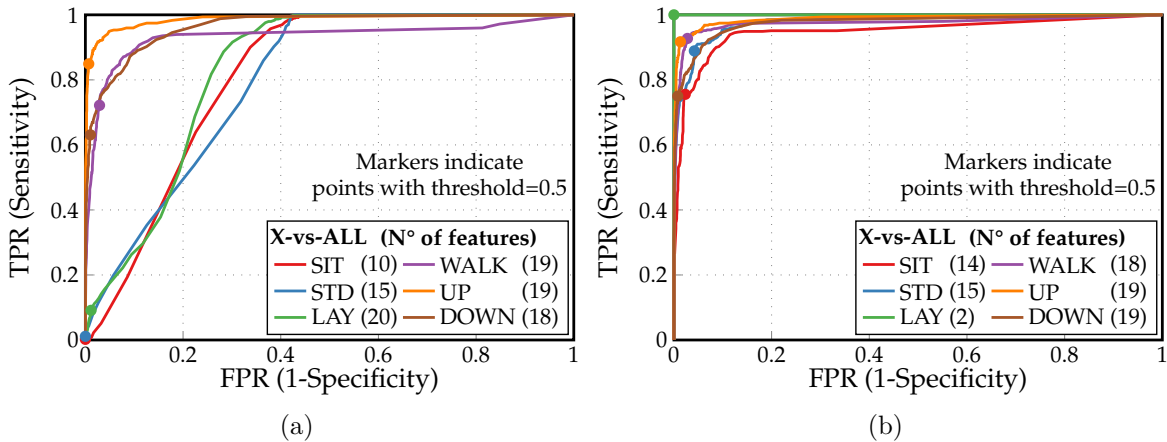 1
0.8
0.6
0.4
0.2
0
TPR (Sensitivity)
Markers indicate
points with threshold=0.5
X-vs-ALL (N° of features)
SIT (10) WALK (19)
STD (15) UP (19)
LAY (20) DOWN (18)
0 0.2 0.4 0.6 0.8 1
FPR (1-Specificity)
(a)
1
0.8
0.6
0.4
0.2
0
TPR (Sensitivity)
Markers indicate
points with threshold=0.5
X-vs-ALL (N° of features)
SIT (14) WALK (18)
STD (15) UP (19)
LAY (2) DOWN (19)
0 0.2 0.4 0.6 0.8 1
FPR (1-Specificity)
(b)